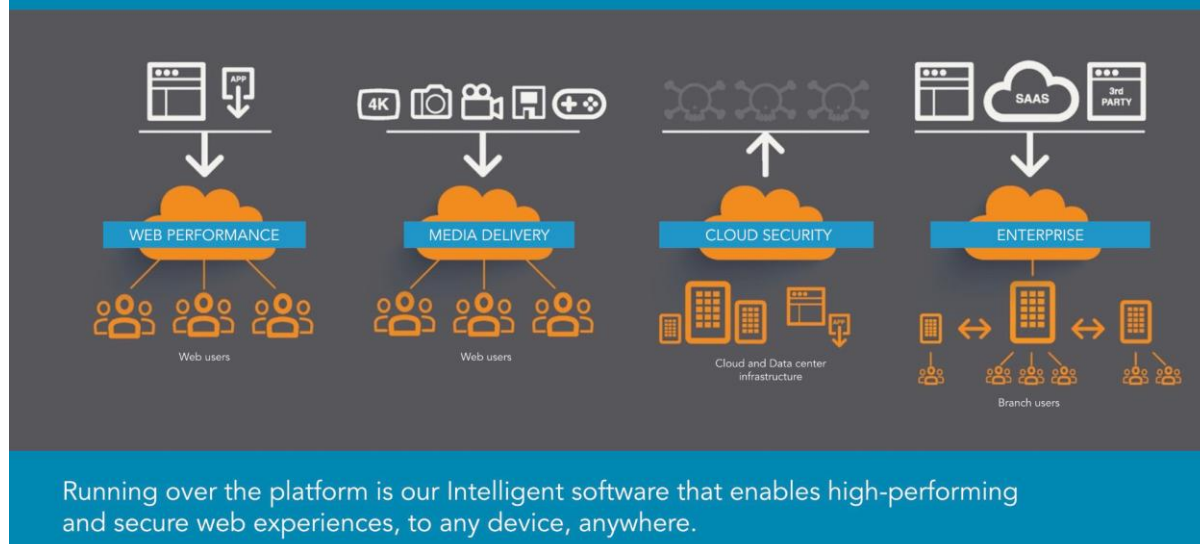 APP
4K
SAAS
3rd
PARTY
WEB PERFORMANCE
MEDIA DELIVERY
CLOUD SECURITY
ENTERPRISE
Web users
Web users
Cloud and Data center
infrastructure
APP
Branch users
Running over the platform is our Intelligent software that enables high-performing
and secure web experiences, to any device, anywhere.